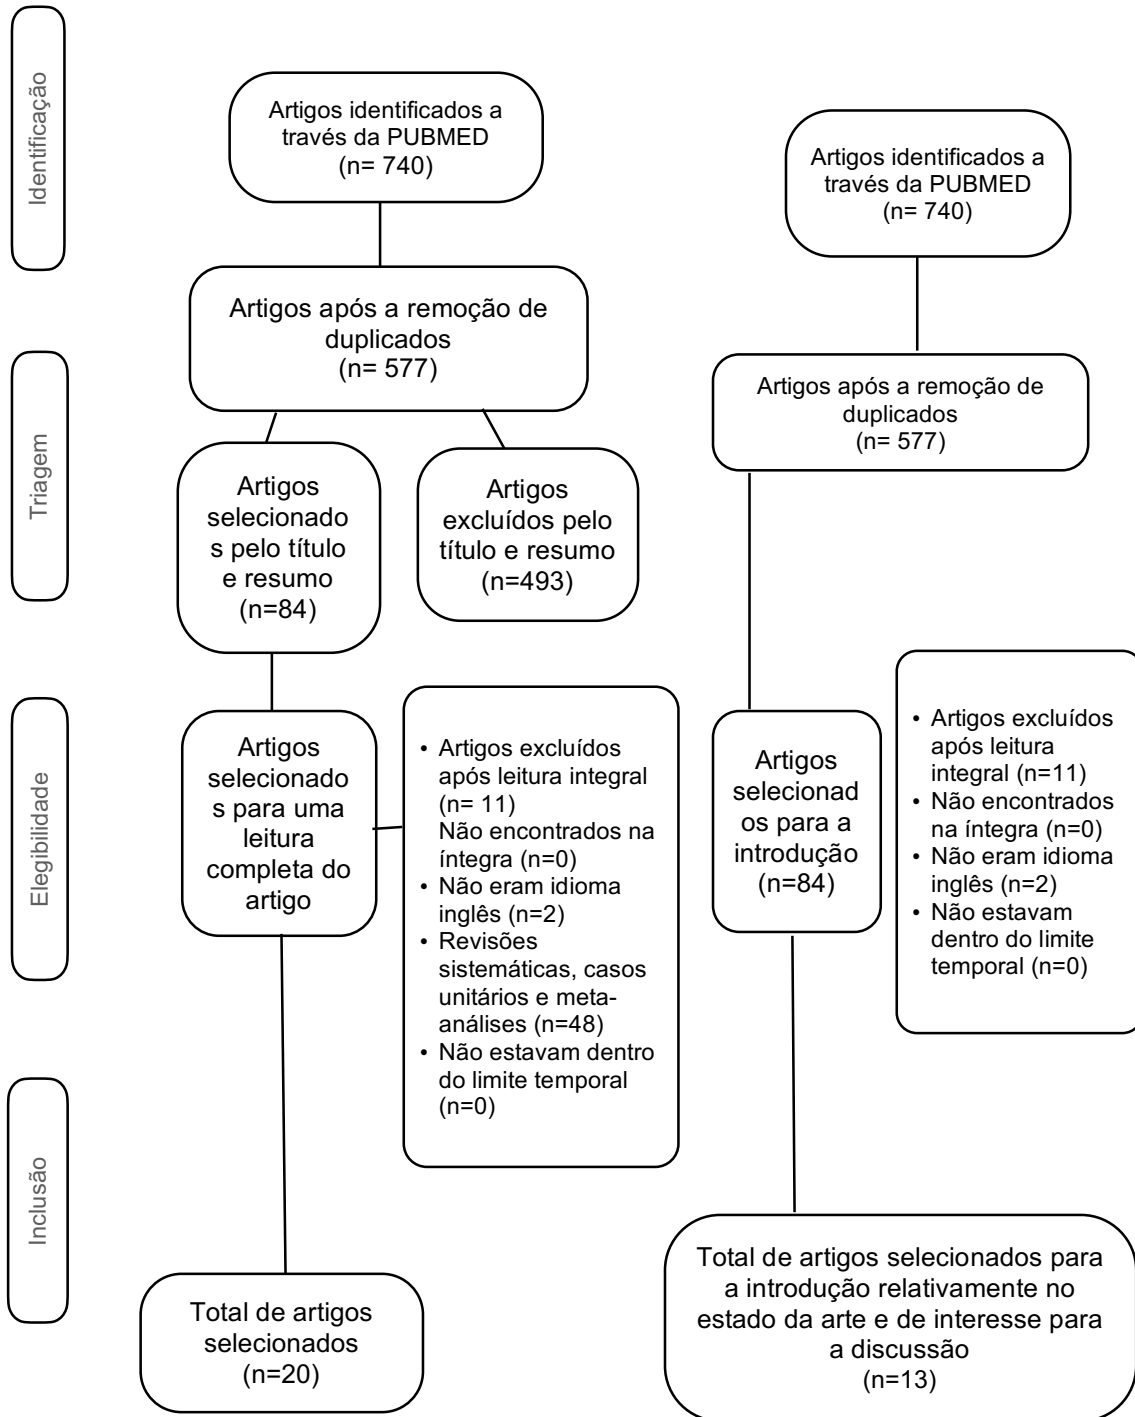 Identificação
Artigos identificados a
través da PUBMED
(n= 740)
Artigos identificados a
través da PUBMED
(n= 740)
Artigos após a remoção de
duplicados
(n= 577)
Artigos após a remoção de
duplicados
(n= 577)
Triagem
Artigos
selecionado
s pelo título
e resumo
(n=84)
Artigos
excluídos pelo
título e resumo
(n=493)
Elegibilidade
Artigos
selecionado
s para uma
leitura
completa do
artigo
• Artigos excluídos
após leitura integral
(n= 11)
Não encontrados na
íntegra (n=0)
• Não eram idioma
inglês (n=2)
• Revisões
sistemáticas, casos
unitários e meta-
análises (n=48)
• Não estavam dentro
do limite temporal
(n=0)
Artigos
selecionad
os para a
introdução
(n=84)
• Artigos excluídos
após leitura
integral (n=11)
• Não encontrados
na íntegra (n=0)
• Não eram idioma
inglês (n=2)
• Não estavam
dentro do limite
temporal (n=0)
Inclusão
Total de artigos
selecionados
(n=20)
Total de artigos selecionados para
a introdução relativamente no
estado da arte e de interesse para
a discussão
(n=13)